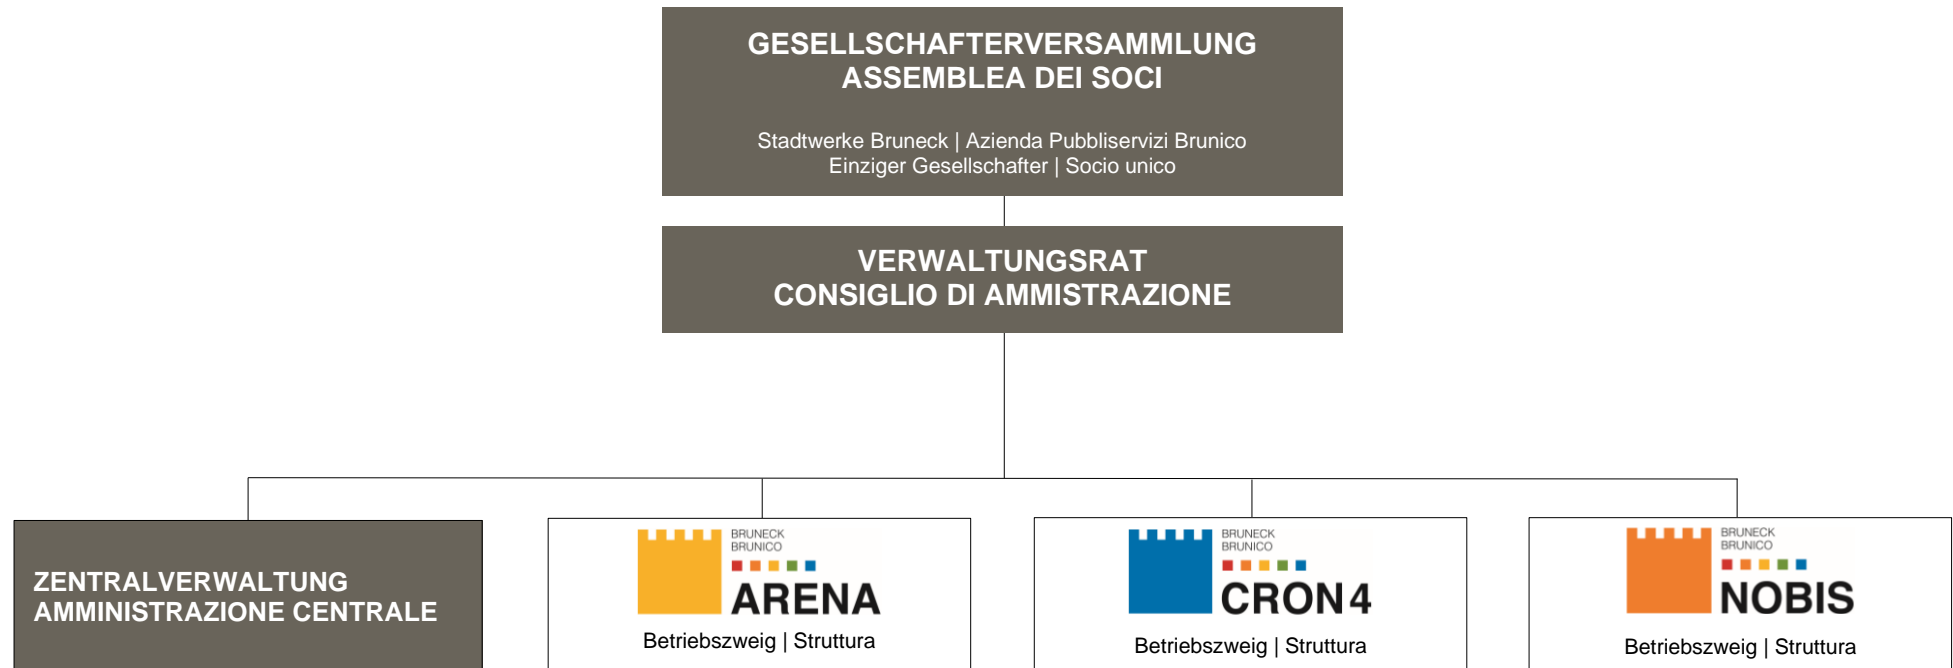 GESELLSCHAFTERVERSAMMLUNG
ASSEMBLEA DEI SOCI
Stadtwerke Bruneck | Azienda Pubbliservizi Brunico
Einziger Gesellschafter | Socio unico
VERWALTUNGSRAT
CONSIGLIO DI AMMISTRAZIONE
ZENTRALVERWALTUNG
AMMINISTRAZIONE CENTRALE
BRUNECK
BRUNICO
ARENA
Betriebszweig | Struttura
BRUNECK
BRUNICO
CRON4
Betriebszweig | Struttura
BRUNECK
BRUNICO
NOBIS
Betriebszweig | Struttura